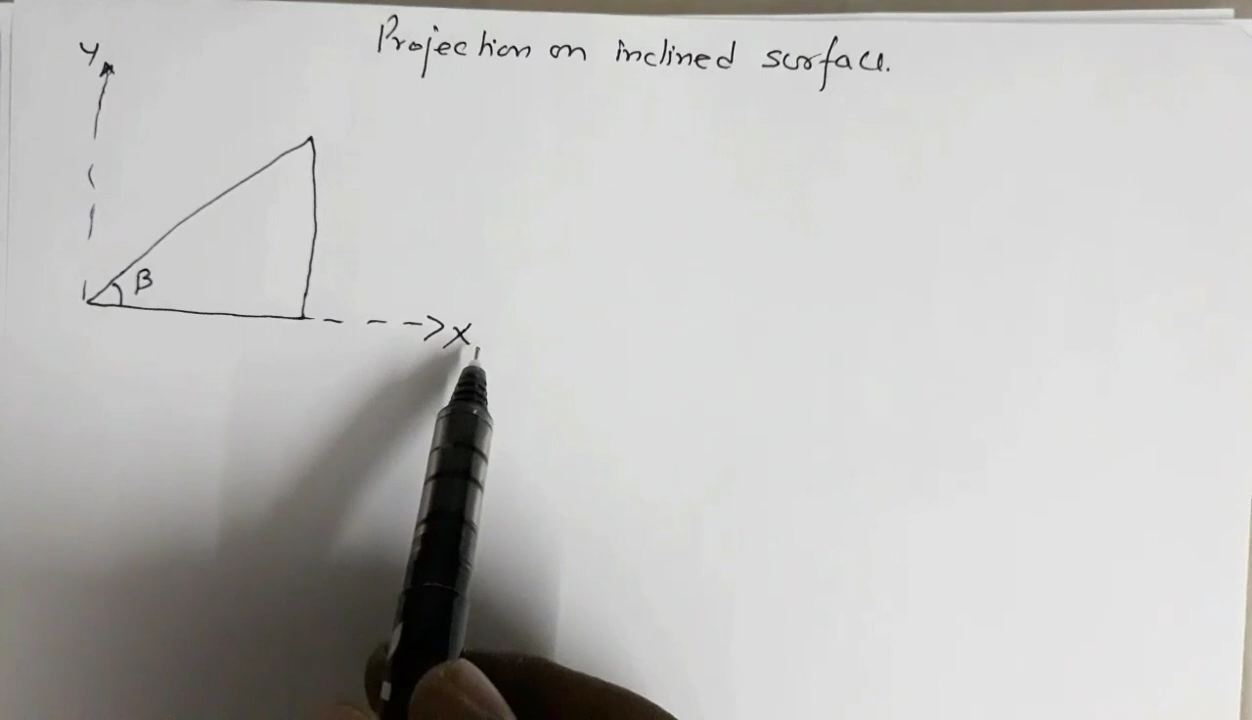 Projection on inclined surface.
y
β
x